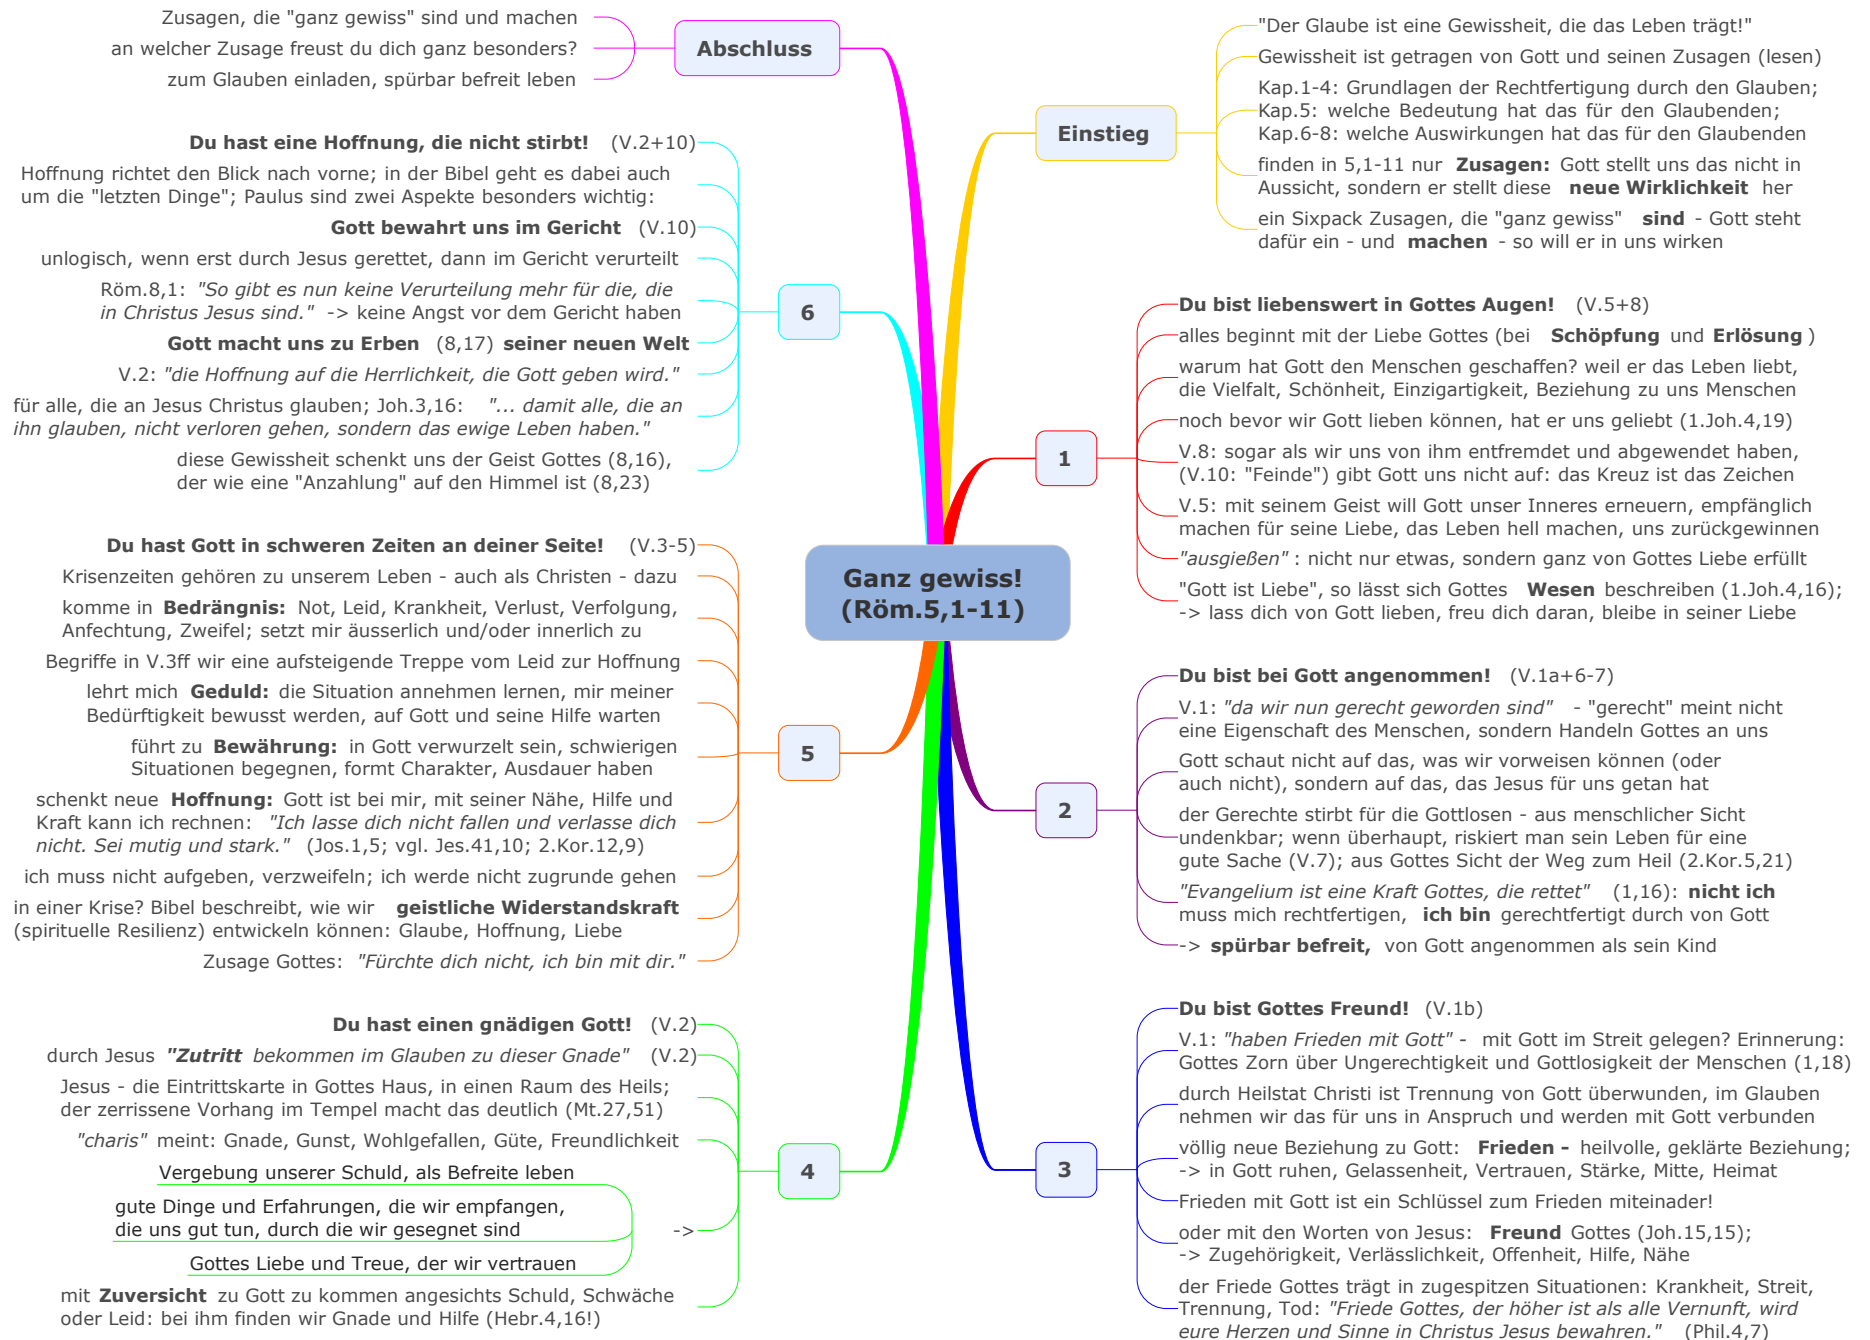 Ganz gewiss!
(Röm.5,1-11)
Einstieg
"Der Glaube ist eine Gewissheit, die das Leben trägt!"
Gewissheit ist getragen von Gott und seinen Zusagen (lesen)
Kap.1-4: Grundlagen der Rechtfertigung durch den Glauben;
Kap.5: welche Bedeutung hat das für den Glaubenden;
Kap.6-8: welche Auswirkungen hat das für den Glaubenden
finden in 5,1-11 nur Zusagen: Gott stellt uns das nicht in
Aussicht, sondern er stellt diese neue Wirklichkeit her
ein Sixpack Zusagen, die "ganz gewiss" sind - Gott steht
dafür ein - und machen - so will er in uns wirken
1
Du bist liebenswert in Gottes Augen! (V.5+8)
alles beginnt mit der Liebe Gottes (bei Schöpfung und Erlösung )
warum hat Gott den Menschen geschaffen? weil er das Leben liebt,
die Vielfalt, Schönheit, Einzigartigkeit, Beziehung zu uns Menschen
noch bevor wir Gott lieben können, hat er uns geliebt (1.Joh.4,19)
V.8: sogar als wir uns von ihm entfremdet und abgewendet haben,
(V.10: "Feinde") gibt Gott uns nicht auf: das Kreuz ist das Zeichen
V.5: mit seinem Geist will Gott unser Inneres erneuern, empfänglich
machen für seine Liebe, das Leben hell machen, uns zurückgewinnen
"ausgießen" : nicht nur etwas, sondern ganz von Gottes Liebe erfüllt
"Gott ist Liebe", so lässt sich Gottes Wesen beschreiben (1.Joh.4,16);
-> lass dich von Gott lieben, freu dich daran, bleibe in seiner Liebe
2
Du bist bei Gott angenommen! (V.1a+6-7)
V.1: "da wir nun gerecht geworden sind" - "gerecht" meint nicht
eine Eigenschaft des Menschen, sondern Handeln Gottes an uns
Gott schaut nicht auf das, was wir vorweisen können (oder
auch nicht), sondern auf das, das Jesus für uns getan hat
der Gerechte stirbt für die Gottlosen - aus menschlicher Sicht
undenkbar; wenn überhaupt, riskiert man sein Leben für eine
gute Sache (V.7); aus Gottes Sicht der Weg zum Heil (2.Kor.5,21)
"Evangelium ist eine Kraft Gottes, die rettet" (1,16): nicht ich
muss mich rechtfertigen, ich bin gerechtfertigt durch von Gott
-> spürbar befreit, von Gott angenommen als sein Kind
3
Du bist Gottes Freund! (V.1b)
V.1: "haben Frieden mit Gott" - mit Gott im Streit gelegen? Erinnerung:
Gottes Zorn über Ungerechtigkeit und Gottlosigkeit der Menschen (1,18)
durch Heilstat Christi ist Trennung von Gott überwunden, im Glauben
nehmen wir das für uns in Anspruch und werden mit Gott verbunden
völlig neue Beziehung zu Gott: Frieden - heilvolle, geklärte Beziehung;
-> in Gott ruhen, Gelassenheit, Vertrauen, Stärke, Mitte, Heimat
Frieden mit Gott ist ein Schlüssel zum Frieden miteinader!
oder mit den Worten von Jesus: Freund Gottes (Joh.15,15);
-> Zugehörigkeit, Verlässlichkeit, Offenheit, Hilfe, Nähe
der Friede Gottes trägt in zugespitzen Situationen: Krankheit, Streit,
Trennung, Tod: "Friede Gottes, der höher ist als alle Vernunft, wird
eure Herzen und Sinne in Christus Jesus bewahren." (Phil.4,7)
4
Du hast einen gnädigen Gott! (V.2)
durch Jesus "Zutritt bekommen im Glauben zu dieser Gnade" (V.2)
Jesus - die Eintrittskarte in Gottes Haus, in einen Raum des Heils;
der zerrissene Vorhang im Tempel macht das deutlich (Mt.27,51)
"charis" meint: Gnade, Gunst, Wohlgefallen, Güte, Freundlichkeit
->
Vergebung unserer Schuld, als Befreite leben
gute Dinge und Erfahrungen, die wir empfangen,
die uns gut tun, durch die wir gesegnet sind
Gottes Liebe und Treue, der wir vertrauen
mit Zuversicht zu Gott zu kommen angesichts Schuld, Schwäche
oder Leid: bei ihm finden wir Gnade und Hilfe (Hebr.4,16!)
5
Du hast Gott in schweren Zeiten an deiner Seite! (V.3-5)
Krisenzeiten gehören zu unserem Leben - auch als Christen - dazu
komme in Bedrängnis: Not, Leid, Krankheit, Verlust, Verfolgung,
Anfechtung, Zweifel; setzt mir äusserlich und/oder innerlich zu
Begriffe in V.3ff wir eine aufsteigende Treppe vom Leid zur Hoffnung
lehrt mich Geduld: die Situation annehmen lernen, mir meiner
Bedürftigkeit bewusst werden, auf Gott und seine Hilfe warten
führt zu Bewährung: in Gott verwurzelt sein, schwierigen
Situationen begegnen, formt Charakter, Ausdauer haben
schenkt neue Hoffnung: Gott ist bei mir, mit seiner Nähe, Hilfe und
Kraft kann ich rechnen: "Ich lasse dich nicht fallen und verlasse dich
nicht. Sei mutig und stark." (Jos.1,5; vgl. Jes.41,10; 2.Kor.12,9)
ich muss nicht aufgeben, verzweifeln; ich werde nicht zugrunde gehen
in einer Krise? Bibel beschreibt, wie wir geistliche Widerstandskraft
(spirituelle Resilienz) entwickeln können: Glaube, Hoffnung, Liebe
Zusage Gottes: "Fürchte dich nicht, ich bin mit dir."
6
Du hast eine Hoffnung, die nicht stirbt! (V.2+10)
Hoffnung richtet den Blick nach vorne; in der Bibel geht es dabei auch
um die "letzten Dinge"; Paulus sind zwei Aspekte besonders wichtig:
Gott bewahrt uns im Gericht (V.10)
unlogisch, wenn erst durch Jesus gerettet, dann im Gericht verurteilt
Röm.8,1: "So gibt es nun keine Verurteilung mehr für die, die
in Christus Jesus sind." -> keine Angst vor dem Gericht haben
Gott macht uns zu Erben (8,17) seiner neuen Welt
V.2: "die Hoffnung auf die Herrlichkeit, die Gott geben wird."
für alle, die an Jesus Christus glauben; Joh.3,16: "... damit alle, die an
ihn glauben, nicht verloren gehen, sondern das ewige Leben haben."
diese Gewissheit schenkt uns der Geist Gottes (8,16),
der wie eine "Anzahlung" auf den Himmel ist (8,23)
Abschluss
Zusagen, die "ganz gewiss" sind und machen
an welcher Zusage freust du dich ganz besonders?
zum Glauben einladen, spürbar befreit leben